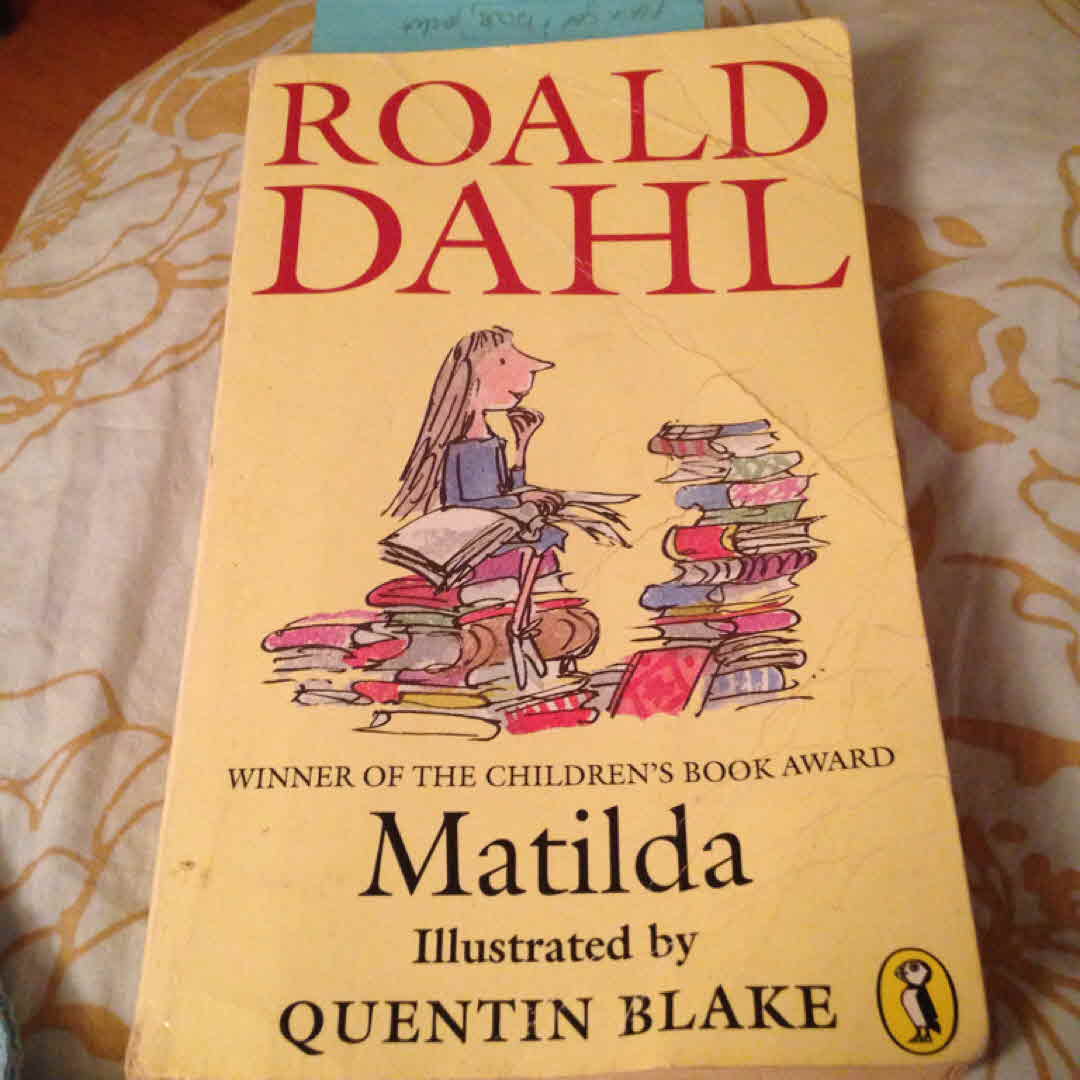 ROALD
DAHL
WINNER OF THE CHILDREN'S BOOK AWARD
Matilda
Illustrated by
QUENTIN BLAKE